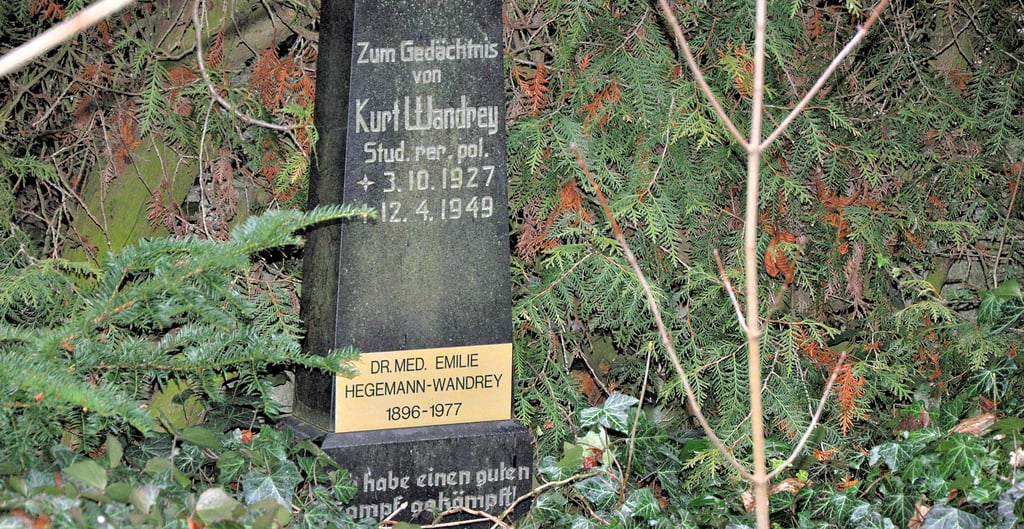 Zum Gedächtnis
von
Kurt Wandrey
Stud. rer. pol.
3.10.1927
12.4.1949
DR. MED. EMILIE
HEGEMANN-WANDREY
1896-1977
habe einen guten
gekämpft!